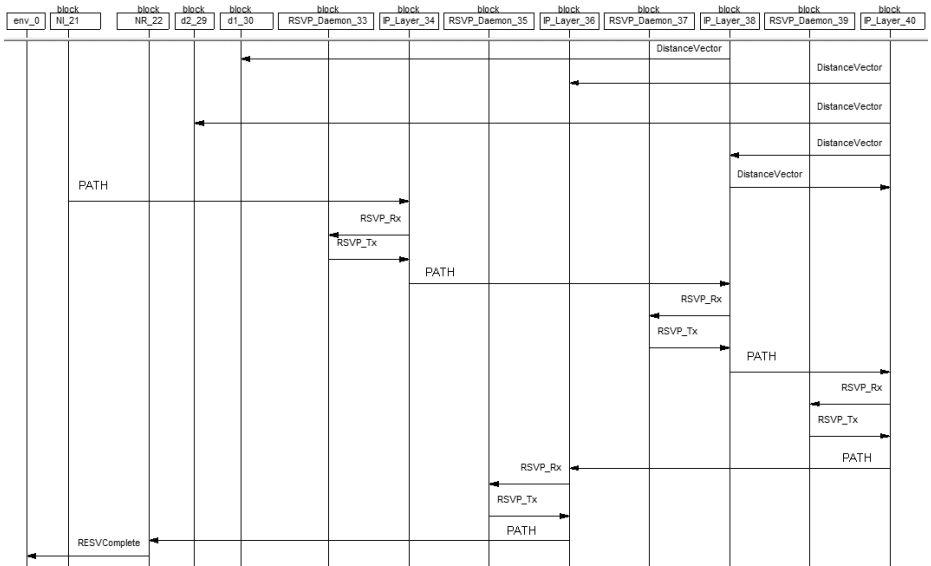 block block block block block block block block block block block block
env_0 NI_21 NR_22 d2_29 d1_30 RSVP_Daemon_33 IP_Layer_34 RSVP_Daemon_35 IP_Layer_36 RSVP_Daemon_37 IP_Layer_38 RSVP_Daemon_39 IP_Layer_40
DistanceVector
DistanceVector
DistanceVector
DistanceVector
DistanceVector
PATH
RSVP_Rx
RSVP_Tx
PATH
RSVP_Rx
RSVP_Tx
PATH
RSVP_Rx
RSVP_Tx
PATH
RSVP_Rx
RSVP_Tx
PATH
RESVComplete